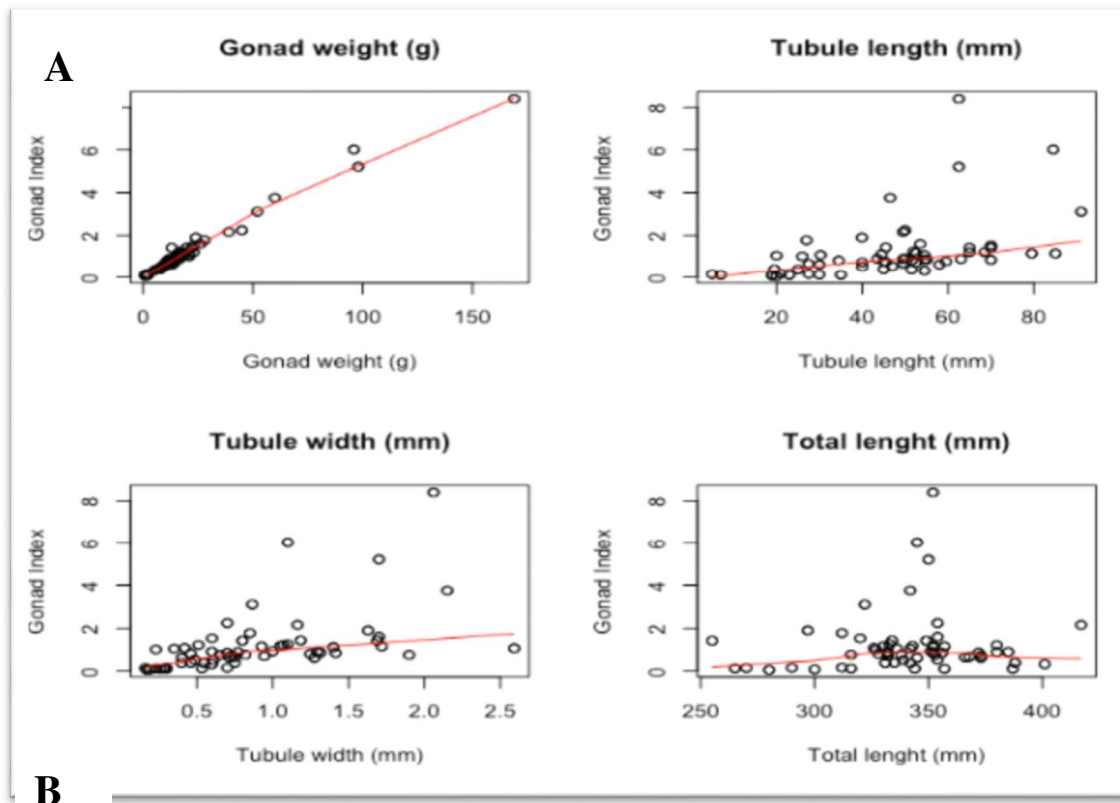 A
Gonad weight (g)
Gonad Index
0
2
4
6
0
50
100
150
Gonad weight (g)
Tubule length (mm)
Gonad Index
0
2
4
6
8
20
40
60
80
Tubule lenght (mm)
Tubule width (mm)
Gonad Index
0
2
4
6
8
0.5
1.0
1.5
2.0
2.5
Tubule width (mm)
Total lenght (mm)
Gonad Index
0
2
4
6
8
250
300
350
400
Total lenght (mm)
B